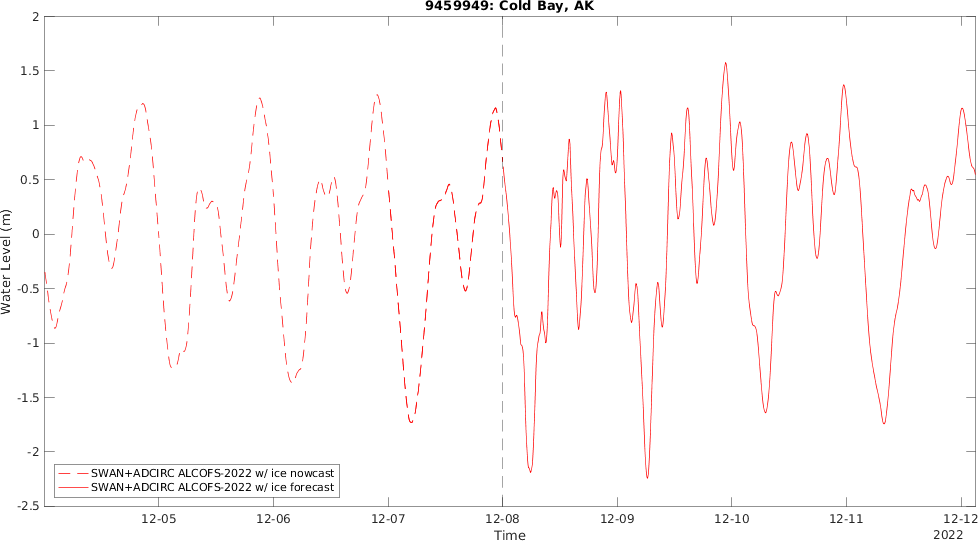 9459949: Cold Bay, AK
2
1.5
1
0.5
0
-0.5
-1
-1.5
-2
-2.5
Water Level (m)
SWAN+ADCIRC ALCOFS-2022 w/ ice nowcast
SWAN+ADCIRC ALCOFS-2022 w/ ice forecast
12-05 12-06 12-07 12-08 12-09 12-10 12-11 12-12
Time
2022